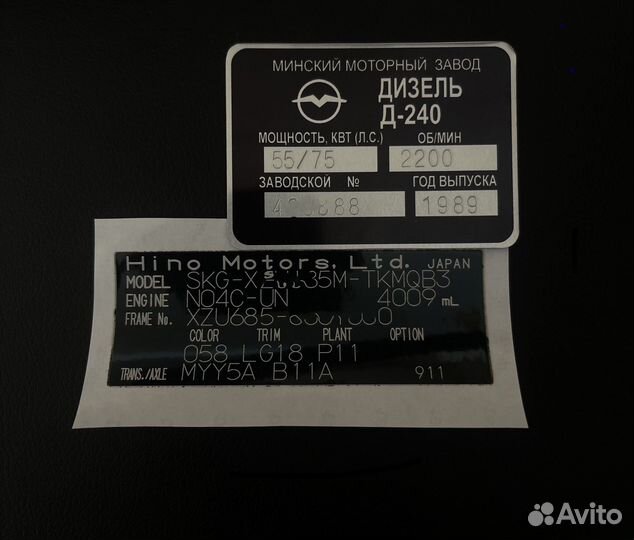 МИНСКИЙ МОТОРНЫЙ ЗАВОД
ДИЗЕЛЬ
Д-240
МОЩНОСТЬ, КВТ (Л.С.) ОБ/МИН
55/75 2200
ЗАВОДСКОЙ № ГОД ВЫПУСКА
1989
Hino Motors, Ltd. JAPAN
MODEL
ENGINE N04C-UN 4009 mL
FRAME No.
COLOR TRIM PLANT OPTION
058 LG18 P11
TRANS./AXLE MYY5A B11A 911
Avito